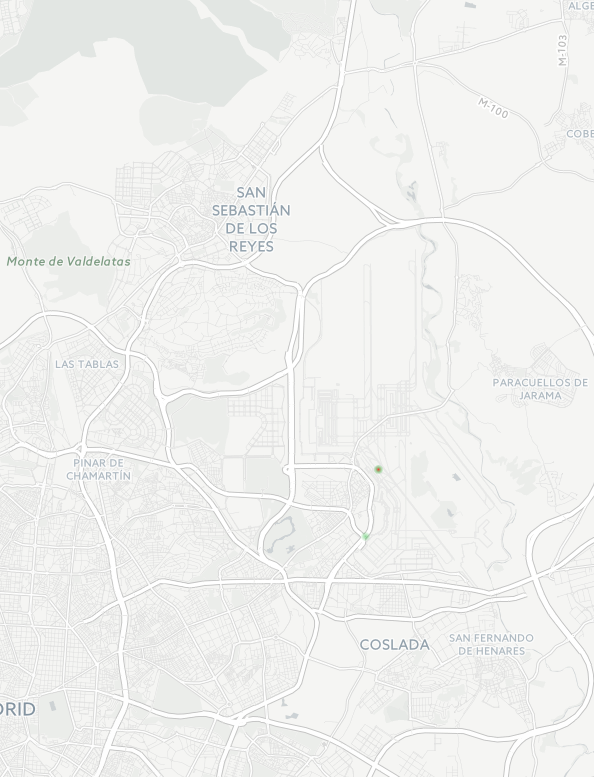 ALGE
M-103
M-100
COBE
SAN
SEBASTIÁN
DE LOS
REYES
Monte de Valdelatas
LAS TABLAS
PARACUELLOS DE
JARAMA
PINAR DE
CHAMARTÍN
COSLADA
SAN FERNANDO
DE HENARES
DRID